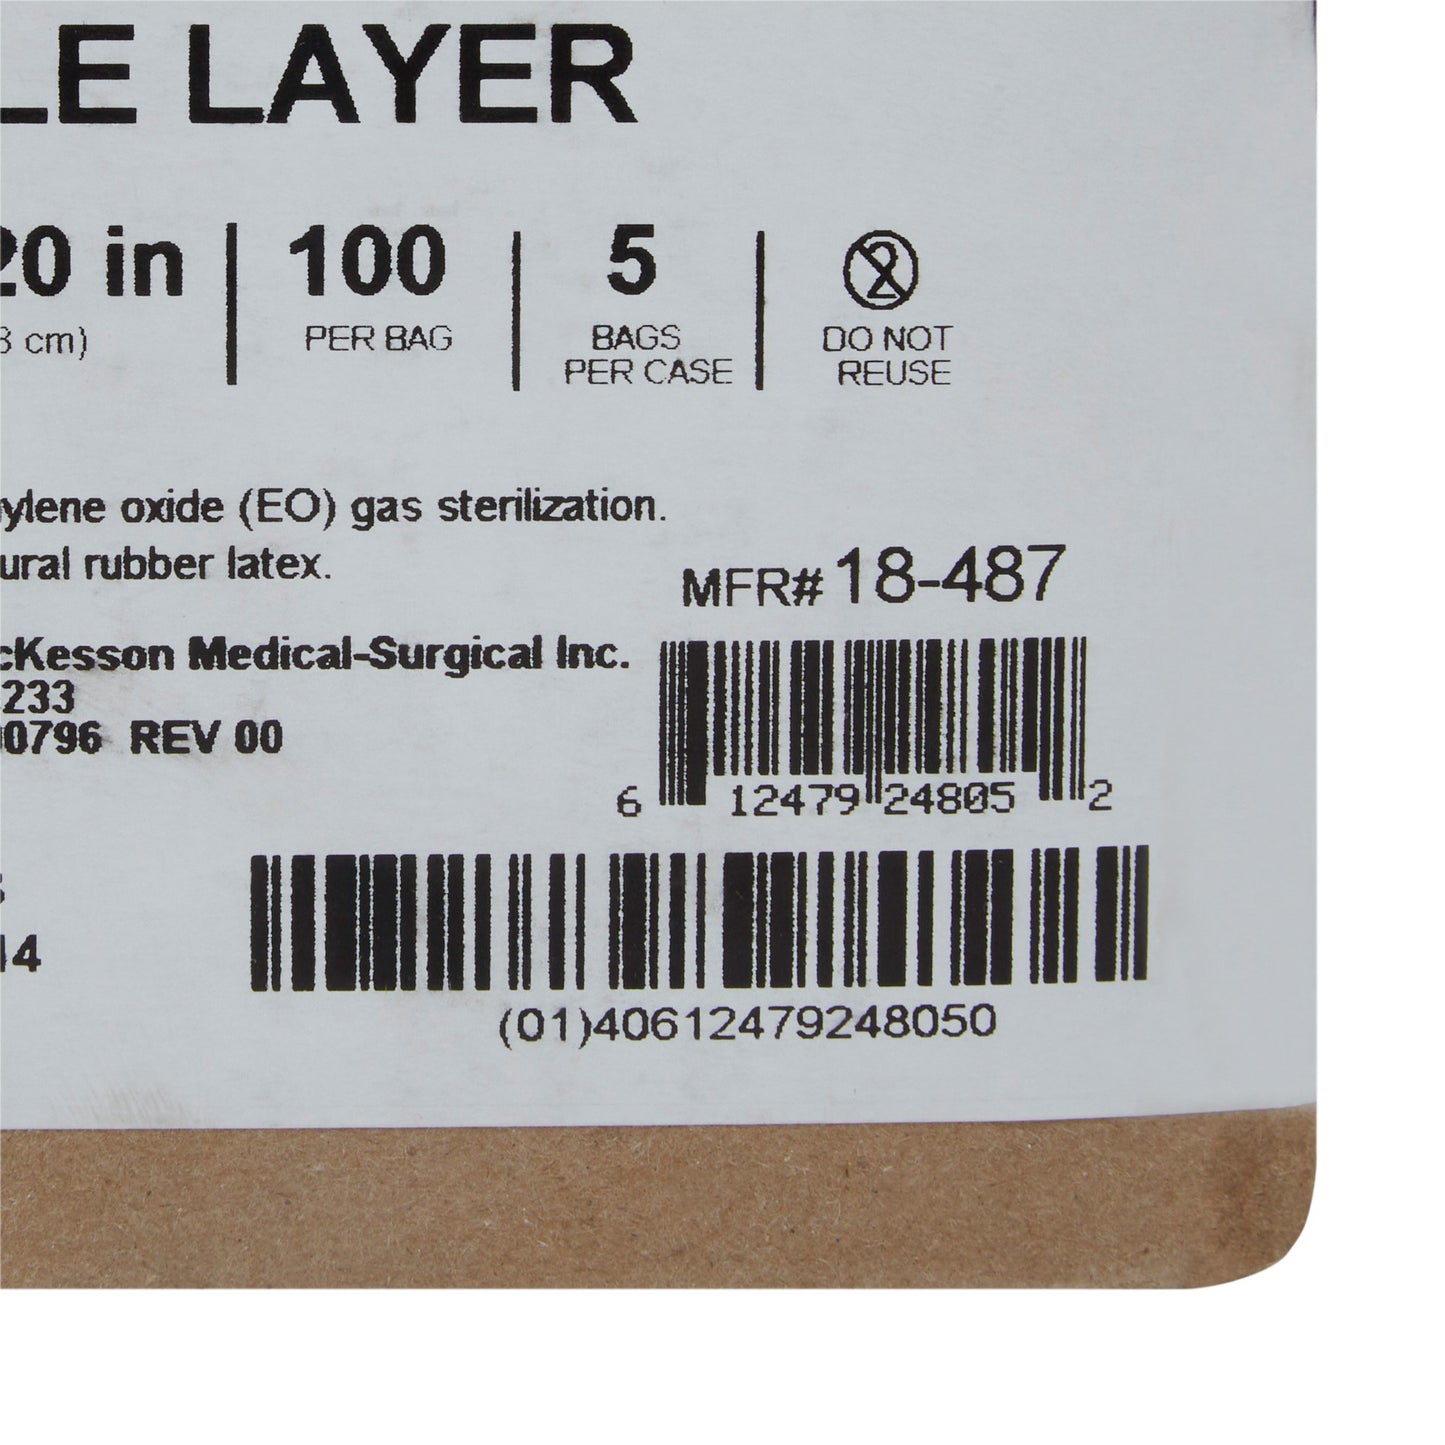 LE LAYER
20 in
100
5
8 cm)
PER BAG
BAGS
PER CASE
DO NOT
REUSE
ylene oxide (EO) gas sterilization.
ural rubber latex.
MFR# 18-487
cKesson Medical-Surgical Inc.
233
0796 REV 00
6 12479 24805 2
14
(01)40612479248050